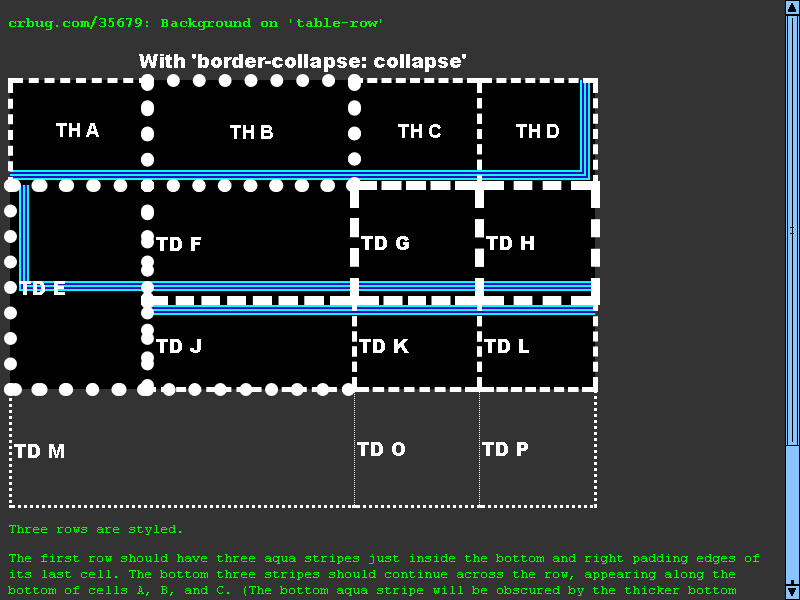 crbug.com/35679: Background on 'table-row'
With 'border-collapse: collapse'
TH A TH B TH C TH D
TD E TD F TD G TD H
TD J TD K TD L
TD M TD O TD P
Three rows are styled.
The first row should have three aqua stripes just inside the bottom and right padding edges of
its last cell. The bottom three stripes should continue across the row, appearing along the
bottom of cells A, B, and C. (The bottom aqua stripe will be obscured by the thicker bottom